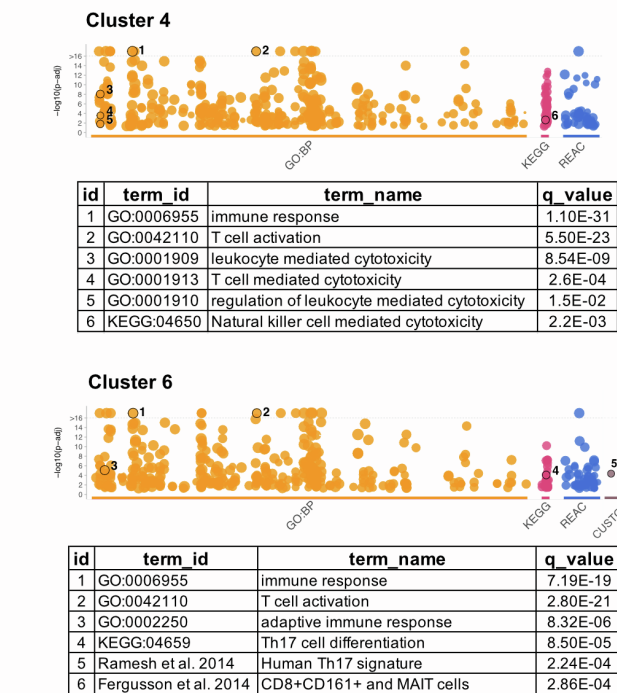 Cluster 4
−log10(p−adj)
>16
14
12
10
8
6
4
2
0
1
2
3
4
5
6
GO:BP
KEGG
REAC
id term_id term_name q_value
1 GO:0006955 immune response 1.10E-31
2 GO:0042110 T cell activation 5.50E-23
3 GO:0001909 leukocyte mediated cytotoxicity 8.54E-09
4 GO:0001913 T cell mediated cytotoxicity 2.6E-04
5 GO:0001910 regulation of leukocyte mediated cytotoxicity 1.5E-02
6 KEGG:04650 Natural killer cell mediated cytotoxicity 2.2E-03
Cluster 6
−log10(p−adj)
>16
14
12
10
8
6
4
2
0
1
2
3
4
5
GO:BP
KEGG
REAC
CUSTO
id term_id term_name q_value
1 GO:0006955 immune response 7.19E-19
2 GO:0042110 T cell activation 2.80E-21
3 GO:0002250 adaptive immune response 8.32E-06
4 KEGG:04659 Th17 cell differentiation 8.50E-05
5 Ramesh et al. 2014 Human Th17 signature 2.24E-04
6 Fergusson et al. 2014 CD8+CD161+ and MAIT cells 2.86E-04